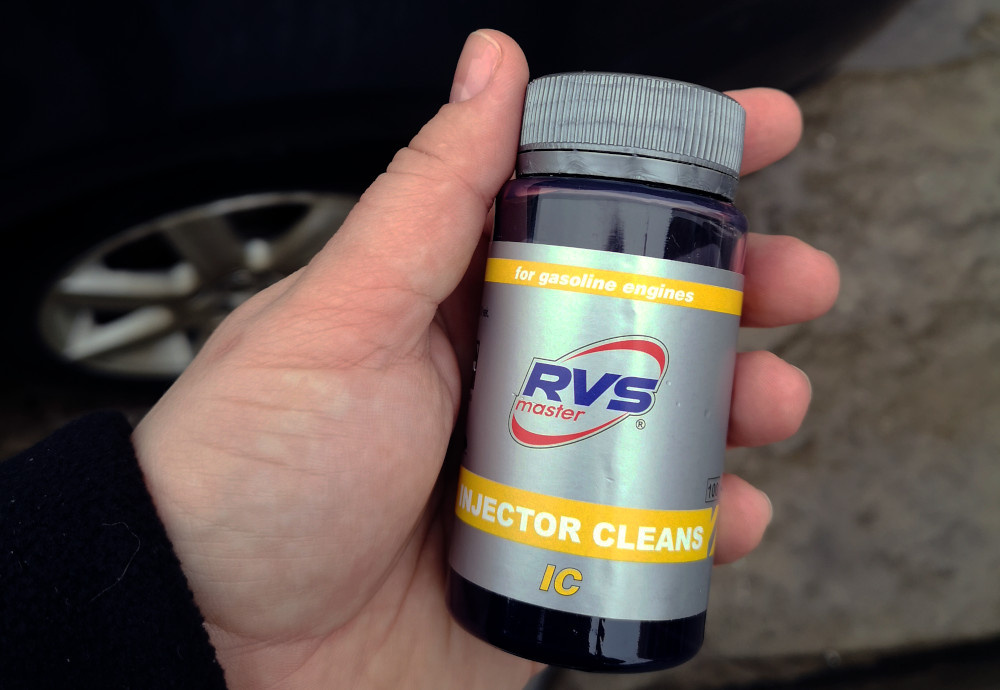 for gasoline engines
RVS
master
®
INJECTOR CLEANS
IC